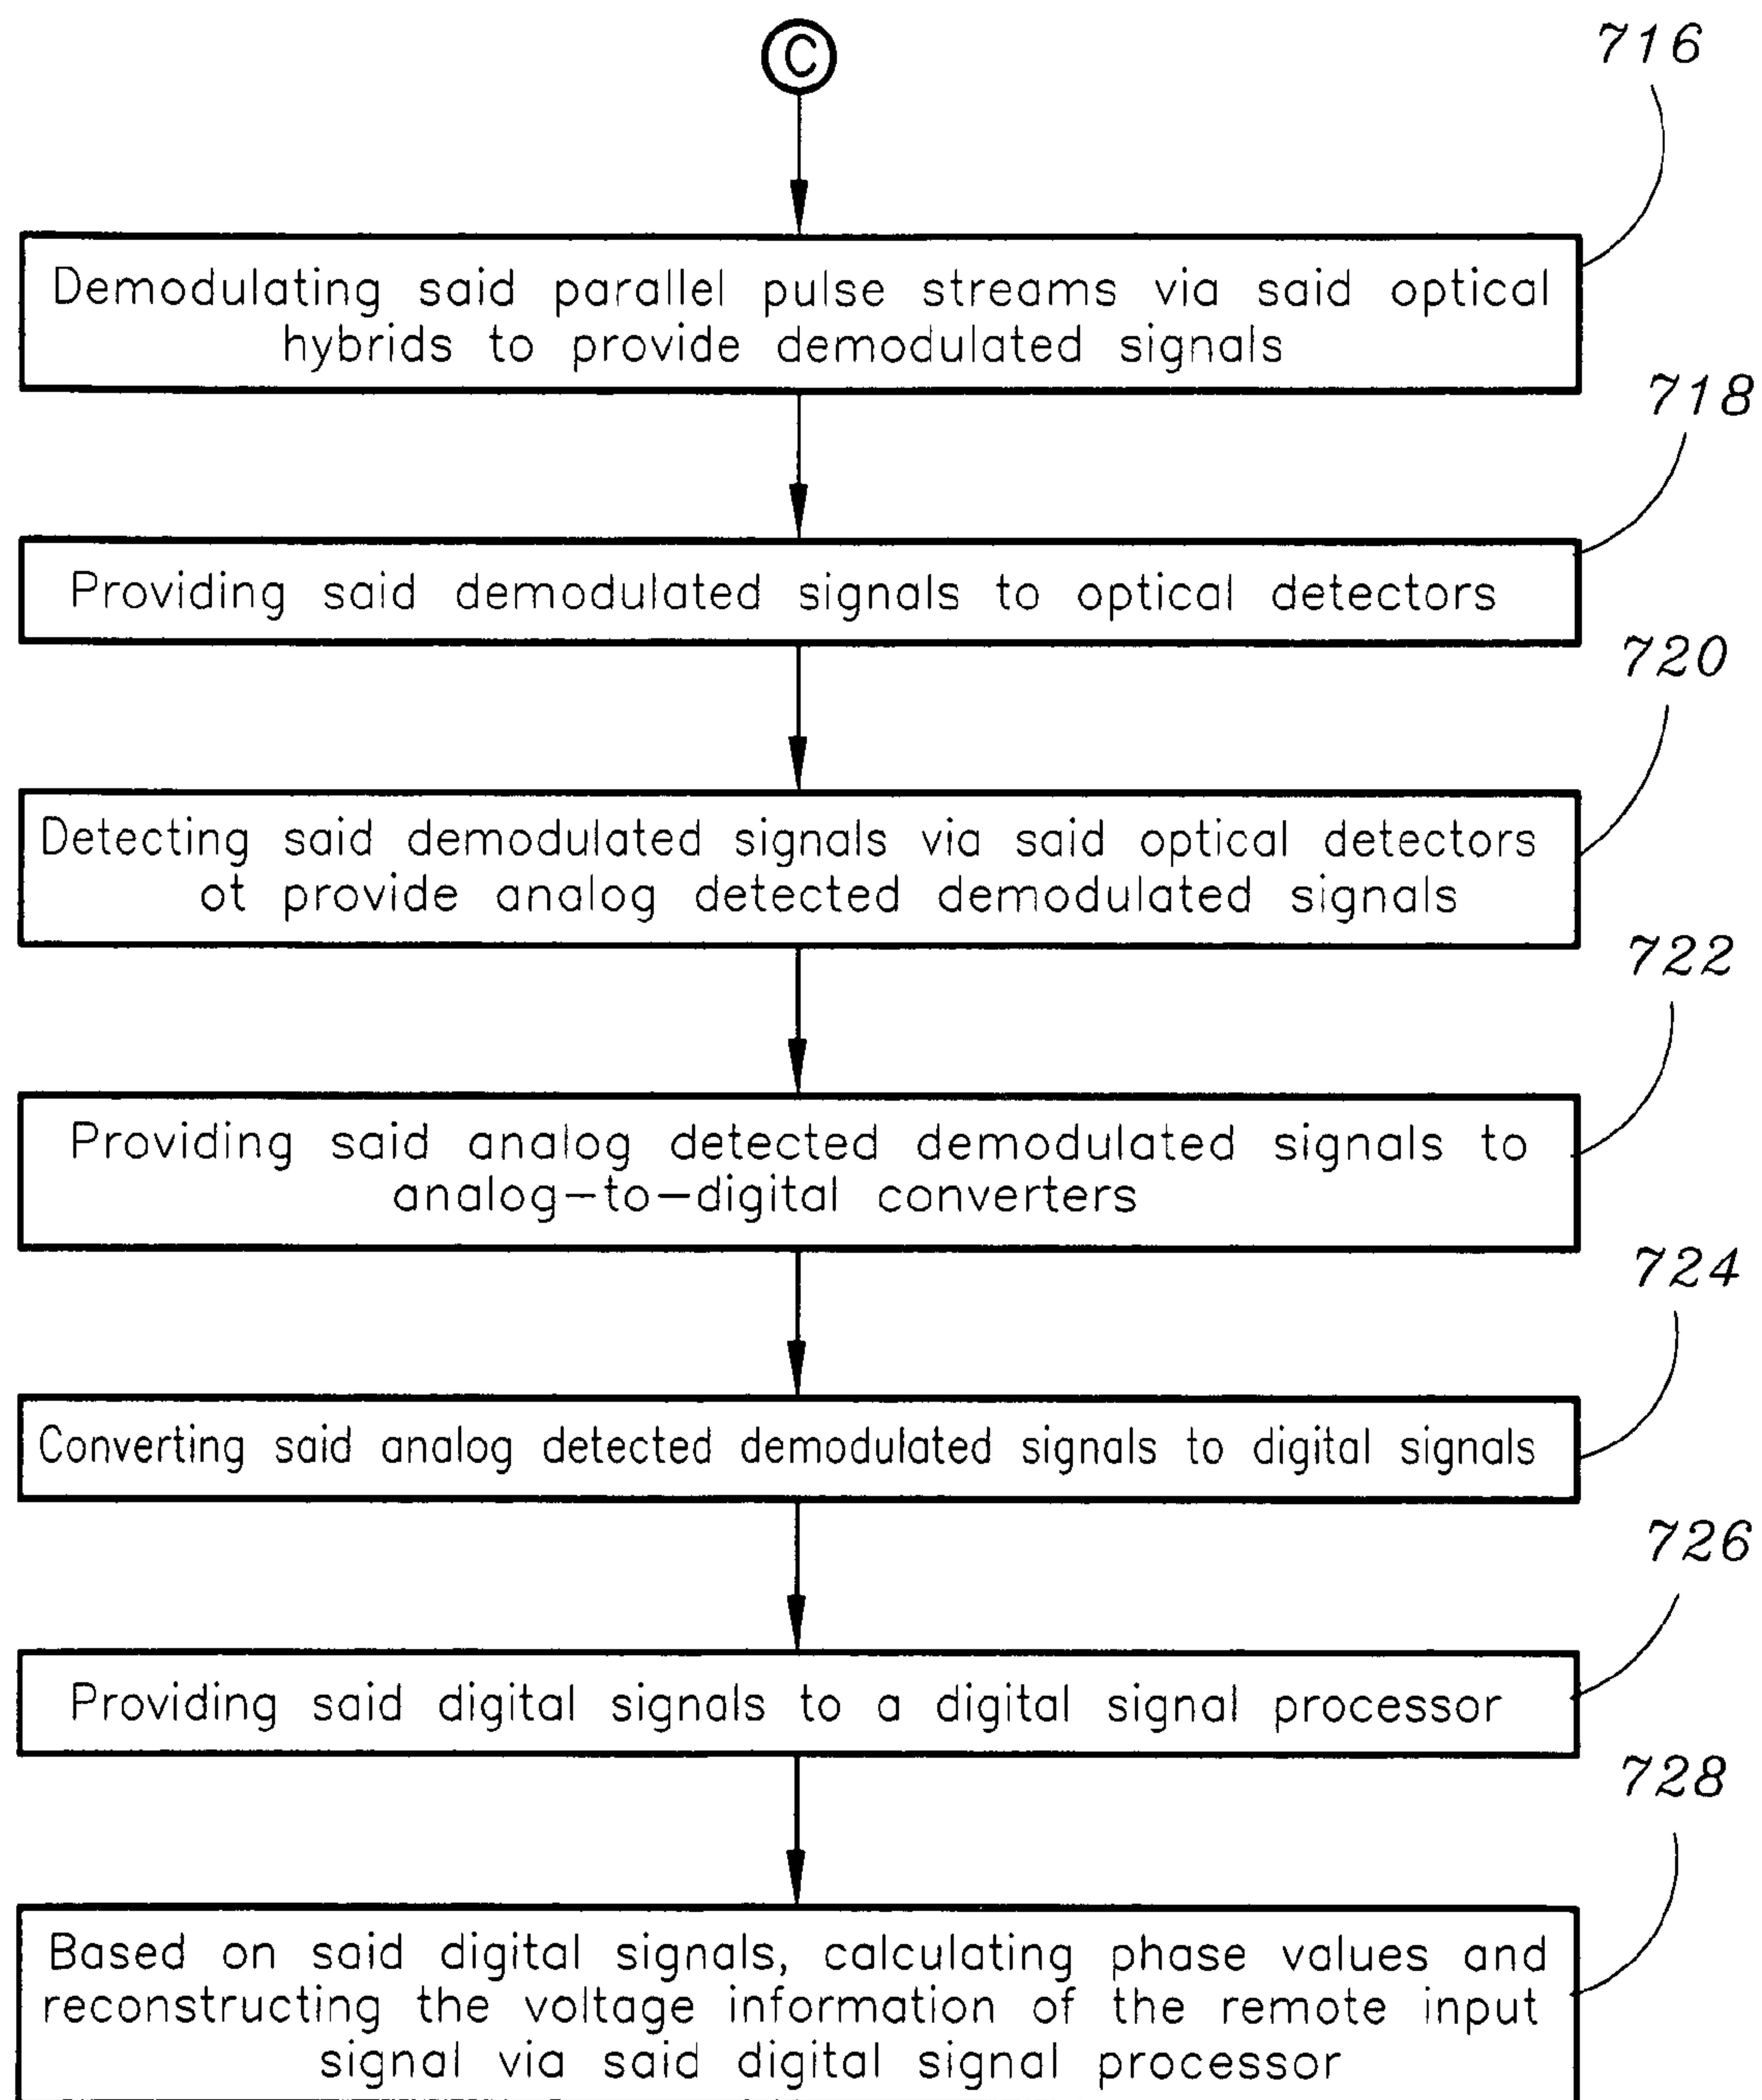 C
716
Demodulating said parallel pulse streams via said optical
hybrids to provide demodulated signals
718
Providing said demodulated signals to optical detectors
720
Detecting said demodulated signals via said optical detectors
ot provide analog detected demodulated signals
722
Providing said analog detected demodulated signals to
analog-to-digital converters
724
Converting said analog detected demodulated signals to digital signals
726
Providing said digital signals to a digital signal processor
728
Based on said digital signals, calculating phase values and
reconstructing the voltage information of the remote input
signal via said digital signal processor